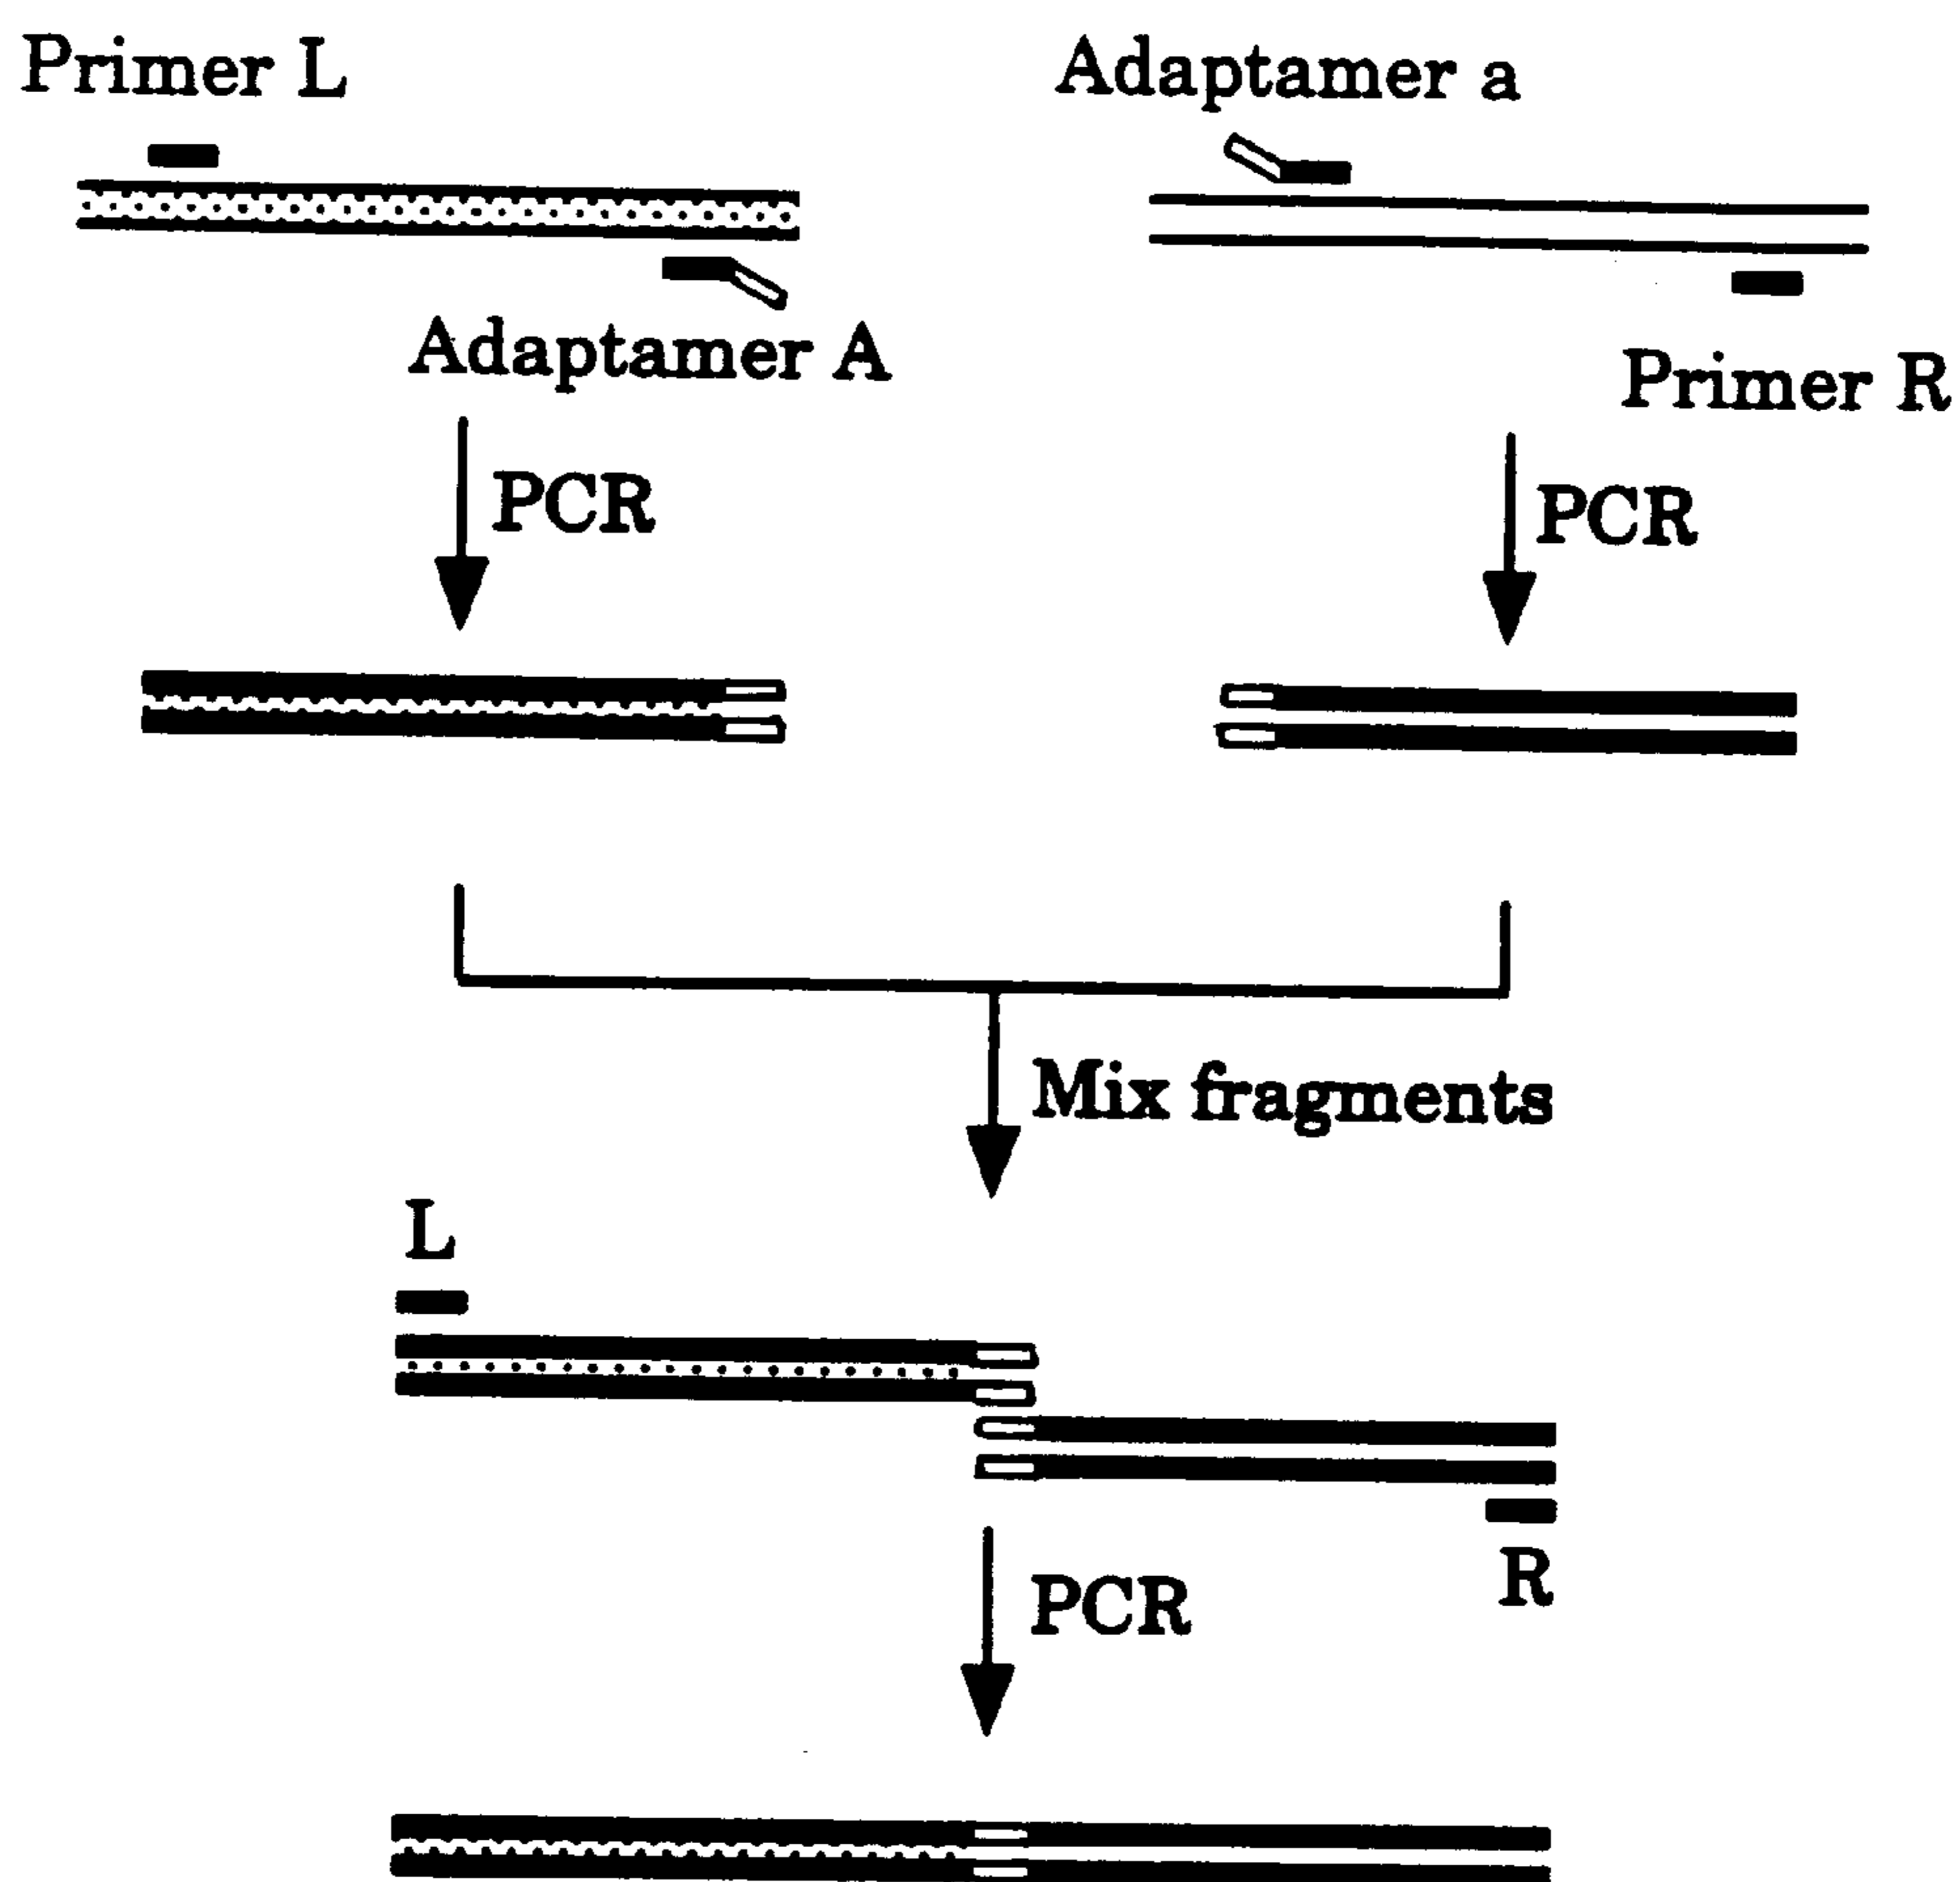 Primer L
Adaptamer a
Adaptamer A
Primer R
PCR
PCR
Mix fragments
L
R
PCR